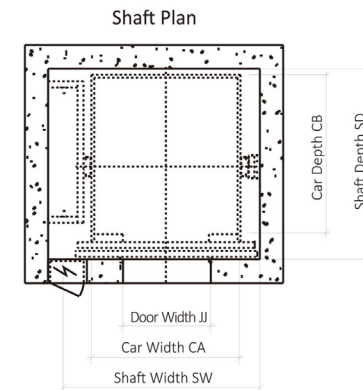 Shaft Plan
Car Depth CB
Shaft Depth SD
Door Width JJ
Car Width CA
Shaft Width SW